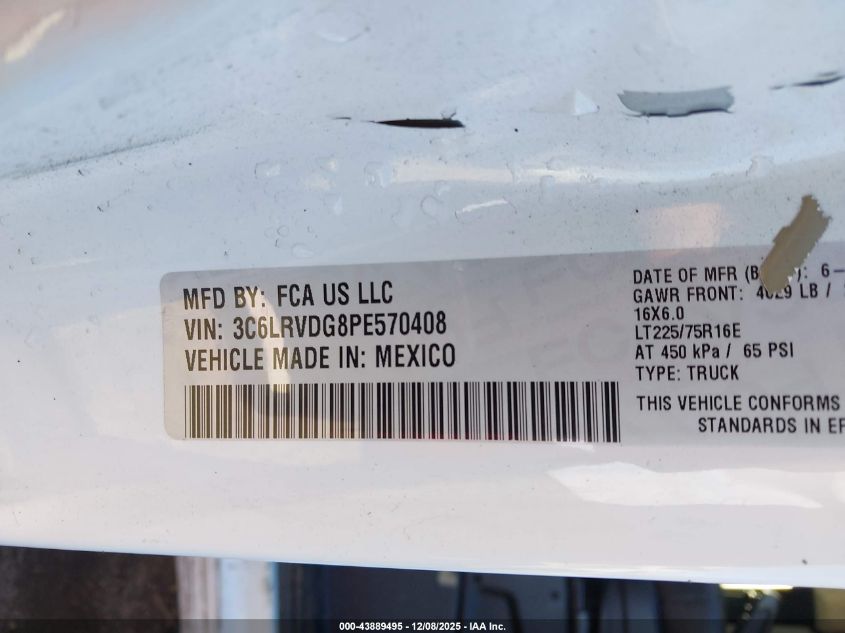 MFD BY: FCA US LLC
VIN: 3C6LRVDG8PE570408
VEHICLE MADE IN: MEXICO
DATE OF MFR 6-
GAWR FRONT: 4029 LB /
16X6.0
LT225/75R16E
AT 450 kPa / 65 PSI
TYPE: TRUCK
THIS VEHICLE CONFORMS
STANDARDS IN EF
000-43889495 - 12/08/2025 - IAA Inc.